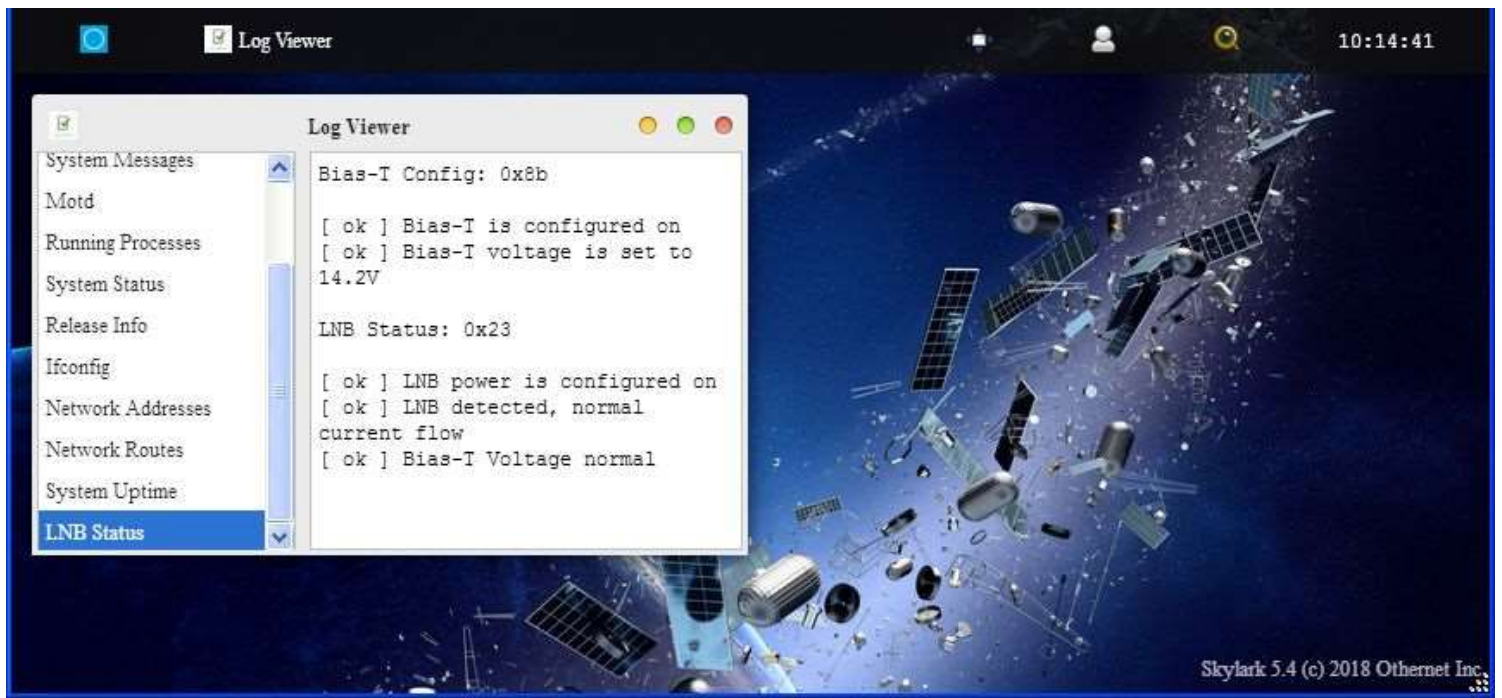 Log Viewer
10:14:41
Log Viewer
System Messages
Motd
Running Processes
System Status
Release Info
Ifconfig
Network Addresses
Network Routes
System Uptime
LNB Status
Bias-T Config: 0x8b
[ ok ] Bias-T is configured on
[ ok ] Bias-T voltage is set to
14.2V
LNB Status: 0x23
[ ok ] LNB power is configured on
[ ok ] LNB detected, normal
current flow
[ ok ] Bias-T Voltage normal
Skylark 5.4 (c) 2018 Othernet Inc.